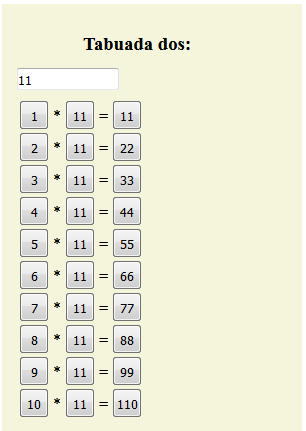 Tabuada dos:
11
1 * 11 = 11
2 * 11 = 22
3 * 11 = 33
4 * 11 = 44
5 * 11 = 55
6 * 11 = 66
7 * 11 = 77
8 * 11 = 88
9 * 11 = 99
10 * 11 = 110